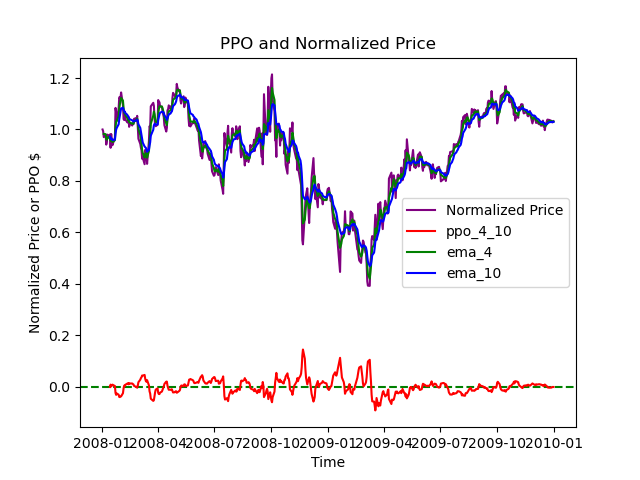 PPO and Normalized Price
Normalized Price or PPO $
1.2
1.0
0.8
0.6
0.4
0.2
0.0
Normalized Price
ppo_4_10
ema_4
ema_10
2008-01 2008-04 2008-07 2008-10 2009-01 2009-04 2009-07 2009-10 2010-01
Time